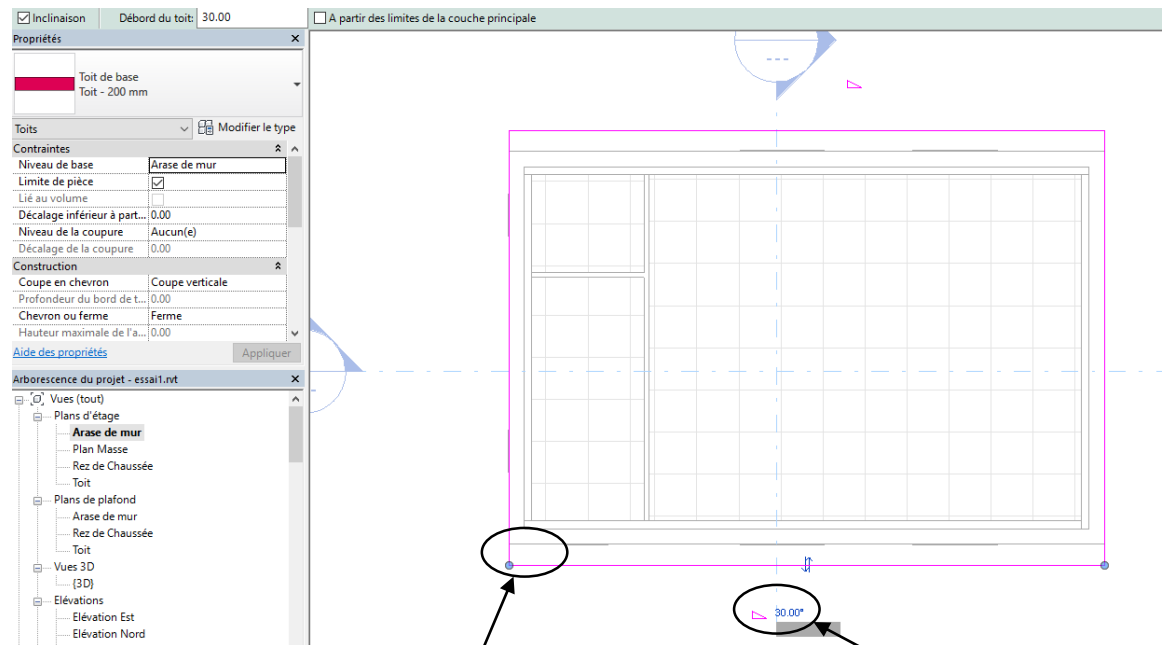 Inclinaison Débord du toit: 30.00 A partir des limites de la couche principale
Propriétés
Toit de base
Toit - 200 mm
Toits Modifier le type
Contraintes
Niveau de base Arase de mur
Limite de pièce
Lié au volume
Décalage inférieur à part... 0.00
Niveau de la coupure Aucun(e)
Décalage de la coupure 0.00
Construction
Coupe en chevron Coupe verticale
Profondeur du bord de t... 0.00
Chevron ou ferme Ferme
Hauteur maximale de l'a... 0.00
Aide des propriétés Appliquer
Arborescence du projet - essai1.rvt
Vues (tout)
Plans d'étage
Arase de mur
Plan Masse
Rez de Chaussée
Toit
Plans de plafond
Arase de mur
Rez de Chaussée
Toit
Vues 3D
{3D}
Elévations
Elévation Est
Elévation Nord
---
30.00°